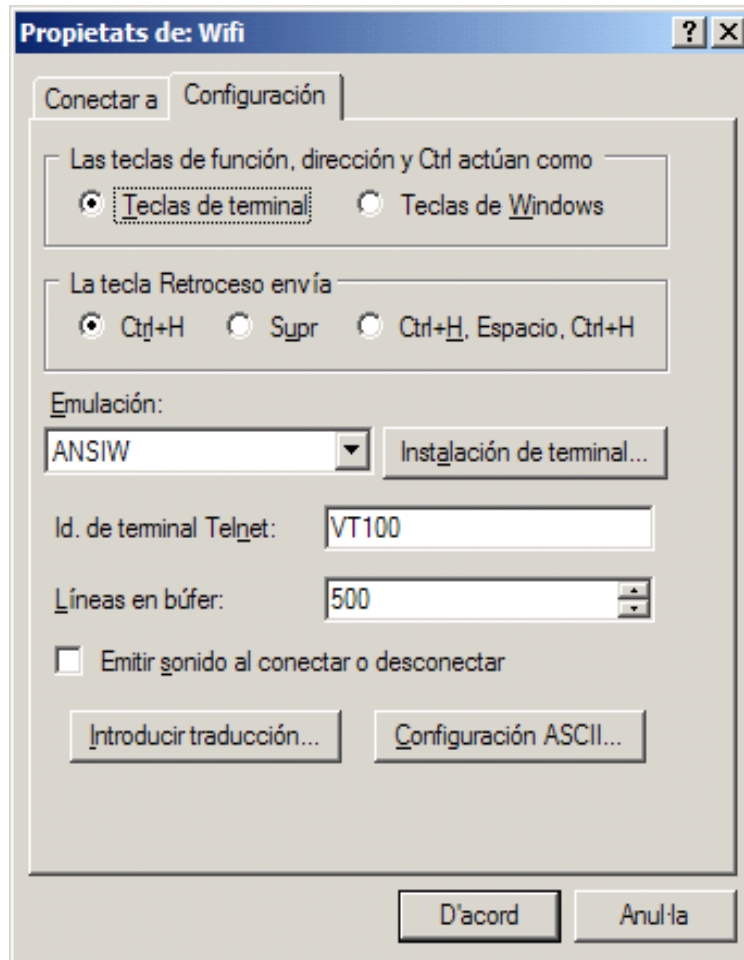 Propietats de: Wifi
Conectar a Configuración
Las teclas de función, dirección y Ctrl actúan como
Teclas de terminal Teclas de Windows
La tecla Retroceso envía
Ctrl+H Supr Ctrl+H, Espacio, Ctrl+H
Emulación:
ANSIW Instalación de terminal...
Id. de terminal Telnet: VT100
Líneas en búfer: 500
Emitir sonido al conectar o desconectar
Introducir traducción... Configuración ASCII...
D'acord Anul·la